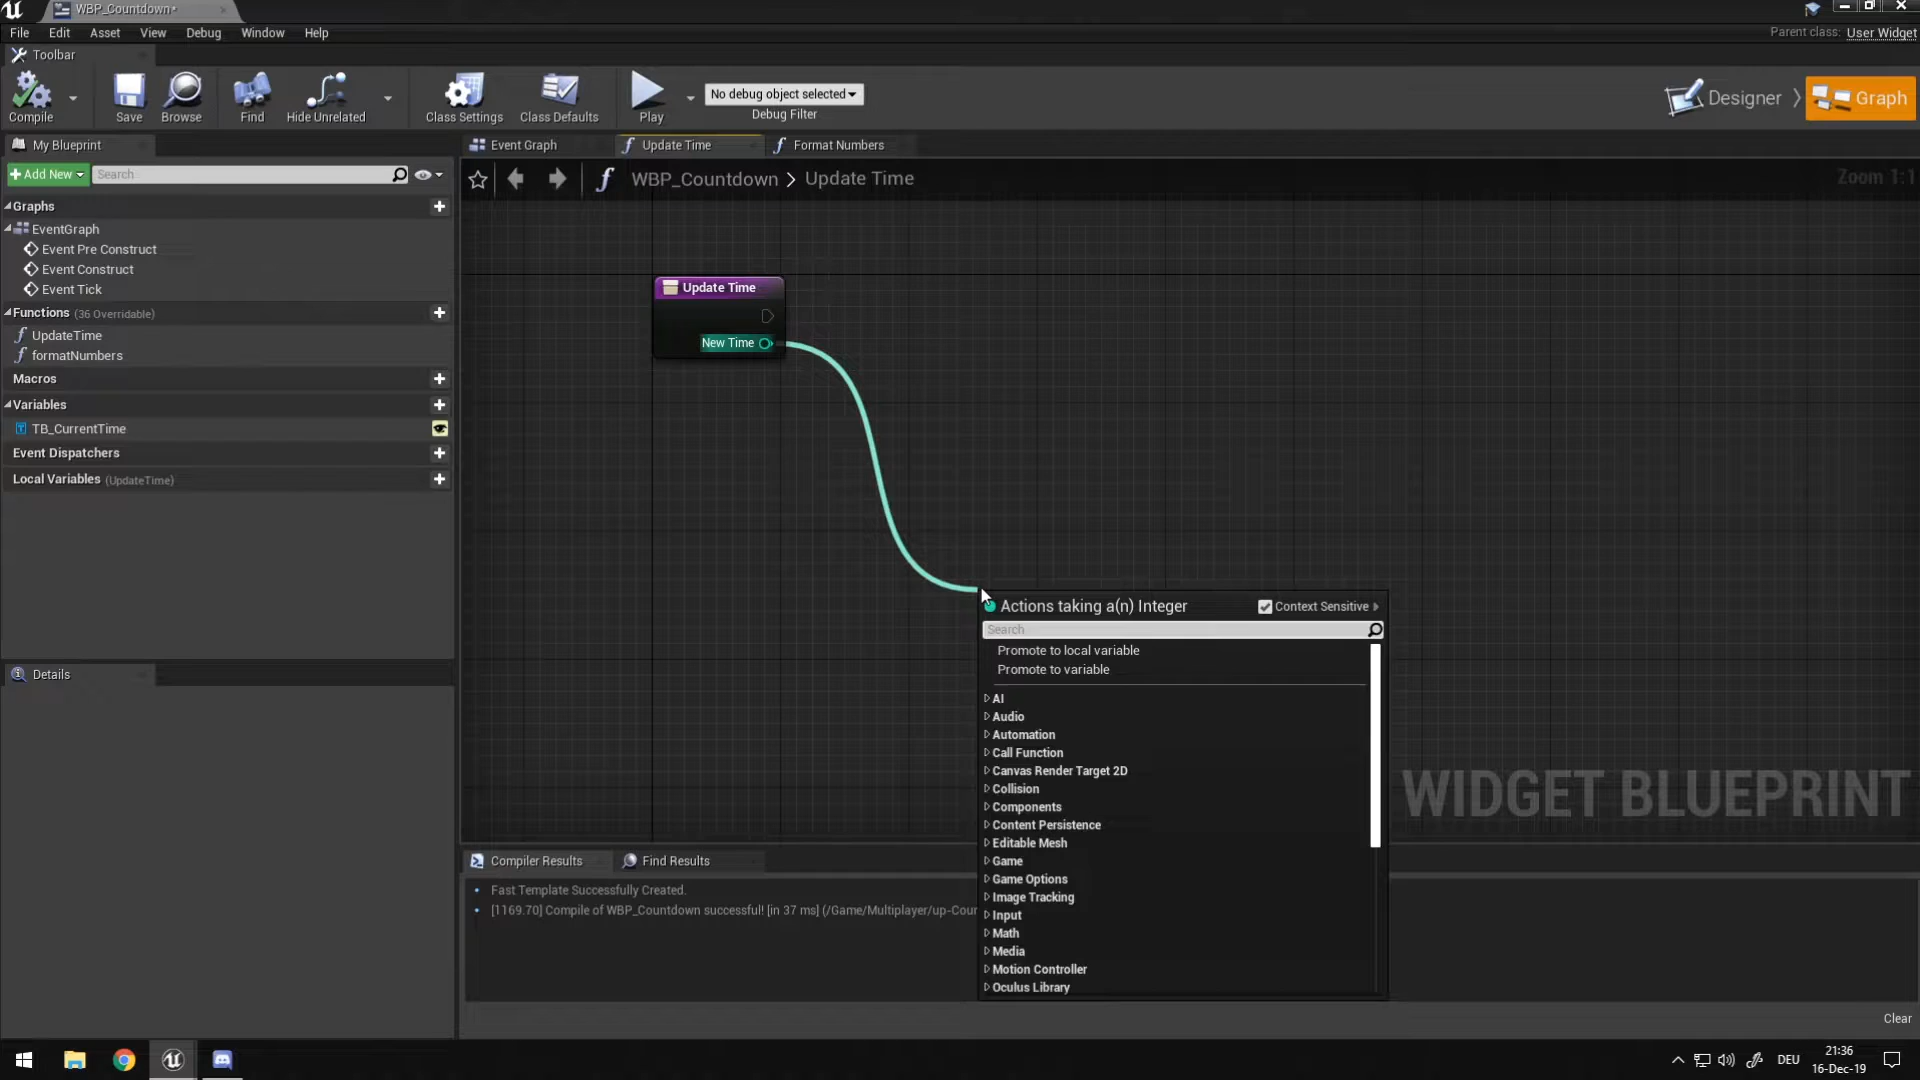 WBP_Countdown*
File Edit Asset View Debug Window Help
Parent class: User Widget
Toolbar
Compile
Save
Browse
Find
Hide Unrelated
Class Settings
Class Defaults
Play
No debug object selected
Debug Filter
Designer
Graph
My Blueprint
Event Graph
Update Time
Format Numbers
+ Add New
Search
WBP_Countdown > Update Time
Zoom 1:1
Graphs
EventGraph
Event Pre Construct
Event Construct
Event Tick
Functions (36 Overridable)
UpdateTime
formatNumbers
Macros
Variables
TB_CurrentTime
Event Dispatchers
Local Variables (UpdateTime)
Update Time
New Time
Details
Actions taking a(n) Integer
Context Sensitive
Search
Promote to local variable
Promote to variable
AI
Audio
Automation
Call Function
Canvas Render Target 2D
Collision
Components
Content Persistence
Editable Mesh
Game
Game Options
Image Tracking
Input
Math
Media
Motion Controller
Oculus Library
WIDGET BLUEPRINT
Compiler Results
Find Results
Fast Template Successfully Created.
[1169.70] Compile of WBP_Countdown successful! [in 37 ms] (/Game/Multiplayer/up-Coun
Clear
DEU
21:36
16-Dec-19